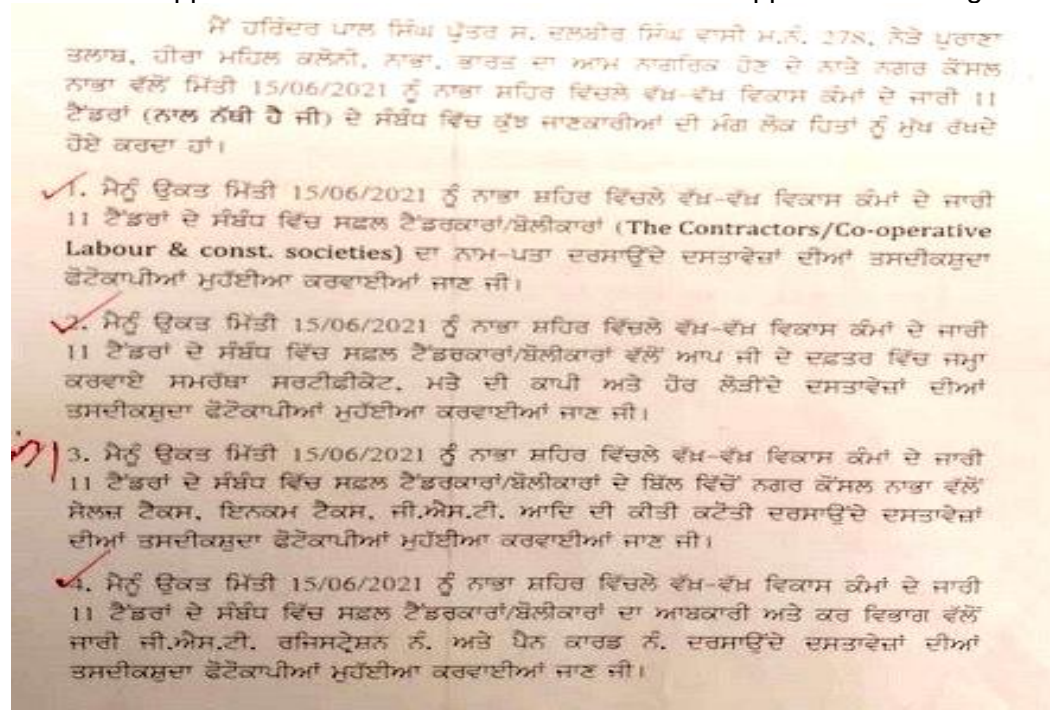 ਮੈਂ ਹਰਿੰਦਰ ਪਾਲ ਸਿੰਘ ਪੁੱਤਰ ਸ. ਦਲਬੀਰ ਸਿੰਘ ਵਾਸੀ ਮ.ਨੰ. 278, ਨੇੜੇ ਪੁਰਾਣਾ
ਤਲਾਬ, ਹੀਰਾ ਮਹਿਲ ਕਲੋਨੀ, ਨਾਭਾ, ਭਾਰਤ ਦਾ ਆਮ ਨਾਗਰਿਕ ਹੋਣ ਦੇ ਨਾਤੇ ਨਗਰ ਕੌਂਸਲ
ਨਾਭਾ ਵੱਲੋਂ ਮਿੱਤੀ 15/06/2021 ਨੂੰ ਨਾਭਾ ਸ਼ਹਿਰ ਵਿੱਚਲੇ ਵੱਖ-ਵੱਖ ਵਿਕਾਸ ਕੰਮਾਂ ਦੇ ਜਾਰੀ 11
ਟੈਂਡਰਾਂ (ਨਾਲ ਨੱਥੀ ਹੈ ਜੀ) ਦੇ ਸੰਬੰਧ ਵਿੱਚ ਕੁੱਝ ਜਾਣਕਾਰੀਆਂ ਦੀ ਮੰਗ ਲੋਕ ਹਿਤਾਂ ਨੂੰ ਮੁੱਖ ਰੱਖਦੇ
ਹੋਏ ਕਰਦਾ ਹਾਂ।
1. ਮੈਨੂੰ ਉਕਤ ਮਿੱਤੀ 15/06/2021 ਨੂੰ ਨਾਭਾ ਸ਼ਹਿਰ ਵਿੱਚਲੇ ਵੱਖ-ਵੱਖ ਵਿਕਾਸ ਕੰਮਾਂ ਦੇ ਜਾਰੀ
11 ਟੈਂਡਰਾਂ ਦੇ ਸੰਬੰਧ ਵਿੱਚ ਸਫ਼ਲ ਟੈਂਡਰਕਾਰਾਂ/ਬੋਲੀਕਾਰਾਂ (The Contractors/Co-operative
Labour & const. societies) ਦਾ ਨਾਮ-ਪਤਾ ਦਰਸਾਉਂਦੇ ਦਸਤਾਵੇਜ਼ਾਂ ਦੀਆਂ ਤਸਦੀਕਸ਼ੁਦਾ
ਫੋਟੋਕਾਪੀਆਂ ਮੁਹੱਈਆ ਕਰਵਾਈਆਂ ਜਾਣ ਜੀ।
2. ਮੈਨੂੰ ਉਕਤ ਮਿੱਤੀ 15/06/2021 ਨੂੰ ਨਾਭਾ ਸ਼ਹਿਰ ਵਿੱਚਲੇ ਵੱਖ-ਵੱਖ ਵਿਕਾਸ ਕੰਮਾਂ ਦੇ ਜਾਰੀ
11 ਟੈਂਡਰਾਂ ਦੇ ਸੰਬੰਧ ਵਿੱਚ ਸਫ਼ਲ ਟੈਂਡਰਕਾਰਾਂ/ਬੋਲੀਕਾਰਾਂ ਵੱਲੋਂ ਆਪ ਜੀ ਦੇ ਦਫ਼ਤਰ ਵਿੱਚ ਜਮ੍ਹਾ
ਕਰਵਾਏ ਸਮਰੱਥਾ ਸਰਟੀਫੀਕੇਟ, ਮਤੇ ਦੀ ਕਾਪੀ ਅਤੇ ਹੋਰ ਲੋੜੀਂਦੇ ਦਸਤਾਵੇਜ਼ਾਂ ਦੀਆਂ
ਤਸਦੀਕਸ਼ੁਦਾ ਫੋਟੋਕਾਪੀਆਂ ਮੁਹੱਈਆ ਕਰਵਾਈਆਂ ਜਾਣ ਜੀ।
3. ਮੈਨੂੰ ਉਕਤ ਮਿੱਤੀ 15/06/2021 ਨੂੰ ਨਾਭਾ ਸ਼ਹਿਰ ਵਿੱਚਲੇ ਵੱਖ-ਵੱਖ ਵਿਕਾਸ ਕੰਮਾਂ ਦੇ ਜਾਰੀ
11 ਟੈਂਡਰਾਂ ਦੇ ਸੰਬੰਧ ਵਿੱਚ ਸਫ਼ਲ ਟੈਂਡਰਕਾਰਾਂ/ਬੋਲੀਕਾਰਾਂ ਦੇ ਬਿੱਲ ਵਿੱਚੋਂ ਨਗਰ ਕੌਂਸਲ ਨਾਭਾ ਵੱਲੋਂ
ਸੇਲਜ਼ ਟੈਕਸ, ਇਨਕਮ ਟੈਕਸ, ਜੀ.ਐਸ.ਟੀ. ਆਦਿ ਦੀ ਕੀਤੀ ਕਟੌਤੀ ਦਰਸਾਉਂਦੇ ਦਸਤਾਵੇਜ਼ਾਂ
ਦੀਆਂ ਤਸਦੀਕਸ਼ੁਦਾ ਫੋਟੋਕਾਪੀਆਂ ਮੁਹੱਈਆ ਕਰਵਾਈਆਂ ਜਾਣ ਜੀ।
4. ਮੈਨੂੰ ਉਕਤ ਮਿੱਤੀ 15/06/2021 ਨੂੰ ਨਾਭਾ ਸ਼ਹਿਰ ਵਿੱਚਲੇ ਵੱਖ-ਵੱਖ ਵਿਕਾਸ ਕੰਮਾਂ ਦੇ ਜਾਰੀ
11 ਟੈਂਡਰਾਂ ਦੇ ਸੰਬੰਧ ਵਿੱਚ ਸਫ਼ਲ ਟੈਂਡਰਕਾਰਾਂ/ਬੋਲੀਕਾਰਾਂ ਦਾ ਆਬਕਾਰੀ ਅਤੇ ਕਰ ਵਿਭਾਗ ਵੱਲੋਂ
ਜਾਰੀ ਜੀ.ਐਸ.ਟੀ. ਰਜਿਸਟ੍ਰੇਸ਼ਨ ਨੰ. ਅਤੇ ਪੈਨ ਕਾਰਡ ਨੰ. ਦਰਸਾਉਂਦੇ ਦਸਤਾਵੇਜ਼ਾਂ ਦੀਆਂ
ਤਸਦੀਕਸ਼ੁਦਾ ਫੋਟੋਕਾਪੀਆਂ ਮੁਹੱਈਆ ਕਰਵਾਈਆਂ ਜਾਣ ਜੀ।